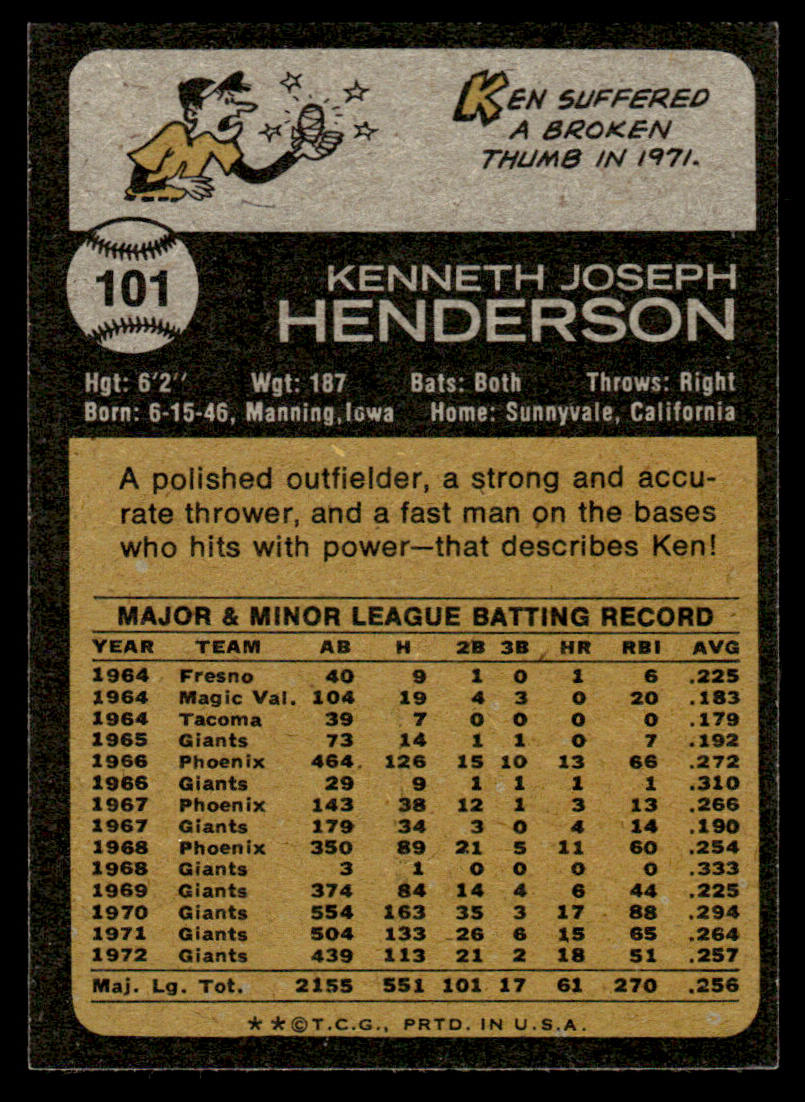 KEN SUFFERED
A BROKEN
THUMB IN 1971.
101
KENNETH JOSEPH
HENDERSON
Hgt: 6'2" Wgt: 187 Bats: Both Throws: Right
Born: 6-15-46, Manning, Iowa Home: Sunnyvale, California
A polished outfielder, a strong and accu-
rate thrower, and a fast man on the bases
who hits with power—that describes Ken!
MAJOR & MINOR LEAGUE BATTING RECORD
YEAR TEAM AB H 2B 3B HR RBI AVG
1964 Fresno 40 9 1 0 1 6 .225
1964 Magic Val. 104 19 4 3 0 20 .183
1964 Tacoma 39 7 0 0 0 0 .179
1965 Giants 73 14 1 1 0 7 .192
1966 Phoenix 464 126 15 10 13 66 .272
1966 Giants 29 9 1 1 1 1 .310
1967 Phoenix 143 38 12 1 3 13 .266
1967 Giants 179 34 3 0 4 14 .190
1968 Phoenix 350 89 21 5 11 60 .254
1968 Giants 3 1 0 0 0 0 .333
1969 Giants 374 84 14 4 6 44 .225
1970 Giants 554 163 35 3 17 88 .294
1971 Giants 504 133 26 6 15 65 .264
1972 Giants 439 113 21 2 18 51 .257
Maj. Lg. Tot. 2155 551 101 17 61 270 .256
* * © T.C.G., PRTD. IN U.S.A.